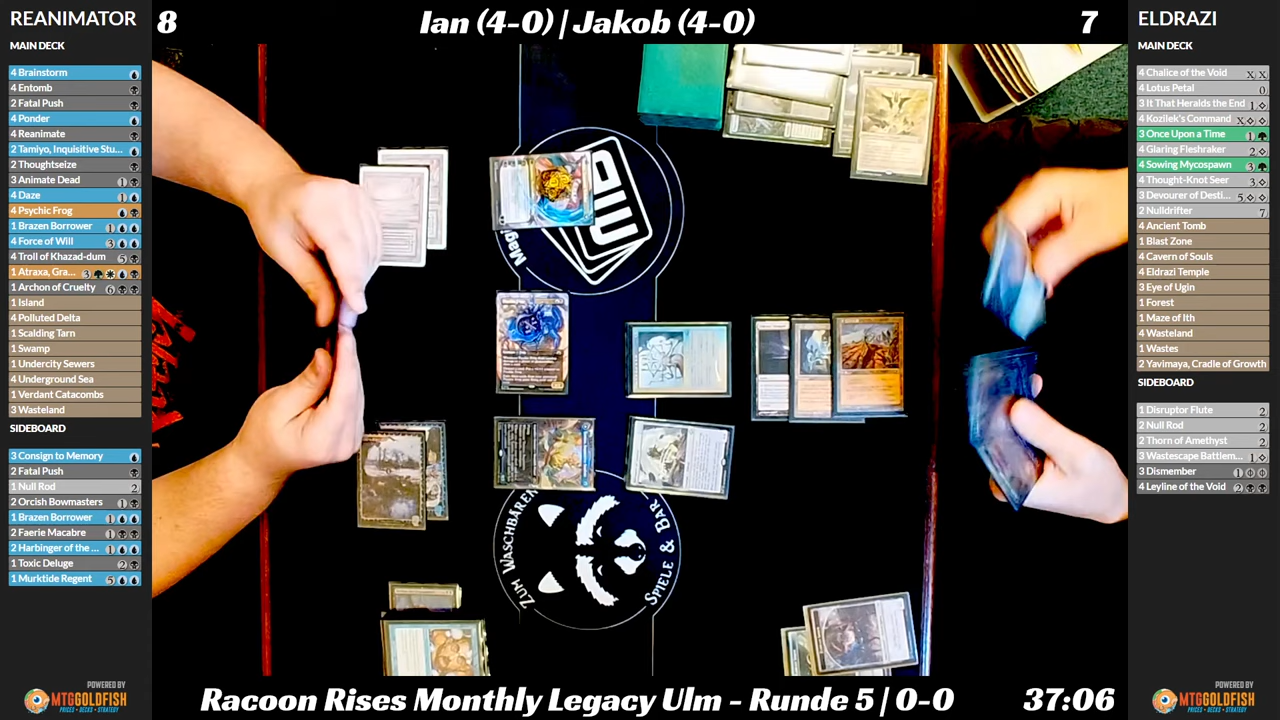 REANIMATOR
8
Ian (4-0) | Jakob (4-0)
7
ELDRAZI
MAIN DECK
4 Brainstorm
4 Entomb
2 Fatal Push
4 Ponder
4 Reanimate
2 Tamiyo, Inquisitive Stu...
2 Thoughtseize
3 Animate Dead
4 Daze
4 Psychic Frog
1 Brazen Borrower
4 Force of Will
4 Troll of Khazad-dum
1 Atraxa, Gra...
1 Archon of Cruelty
1 Island
4 Polluted Delta
1 Scalding Tarn
1 Swamp
1 Undercity Sewers
4 Underground Sea
1 Verdant Catacombs
3 Wasteland
SIDEBOARD
3 Consign to Memory
2 Fatal Push
1 Null Rod
2 Orcish Bowmasters
1 Brazen Borrower
2 Faerie Macabre
2 Harbinger of the ...
1 Toxic Deluge
1 Murktide Regent
POWERED BY
MTGGOLDFISH
PRICES • DECKS • STRATEGY
MAIN DECK
4 Chalice of the Void
4 Lotus Petal
3 It That Heralds the End
4 Kozilek's Command
3 Once Upon a Time
4 Glaring Fleshraker
4 Sowing Mycospawn
4 Thought-Knot Seer
3 Devourer of Desti...
2 Nulldrifter
4 Ancient Tomb
1 Blast Zone
4 Cavern of Souls
4 Eldrazi Temple
3 Eye of Ugin
1 Forest
1 Maze of Ith
4 Wasteland
1 Wastes
2 Yavimaya, Cradle of Growth
SIDEBOARD
1 Disruptor Flute
2 Null Rod
2 Thorn of Amethyst
3 Wastescape Battlem...
3 Dismember
4 Leyline of the Void
POWERED BY
MTGGOLDFISH
PRICES • DECKS • STRATEGY
ZUM WASCHBÄREN
SPIELE & BAR
Racoon Rises Monthly Legacy Ulm - Runde 5 | 0-0
37:06